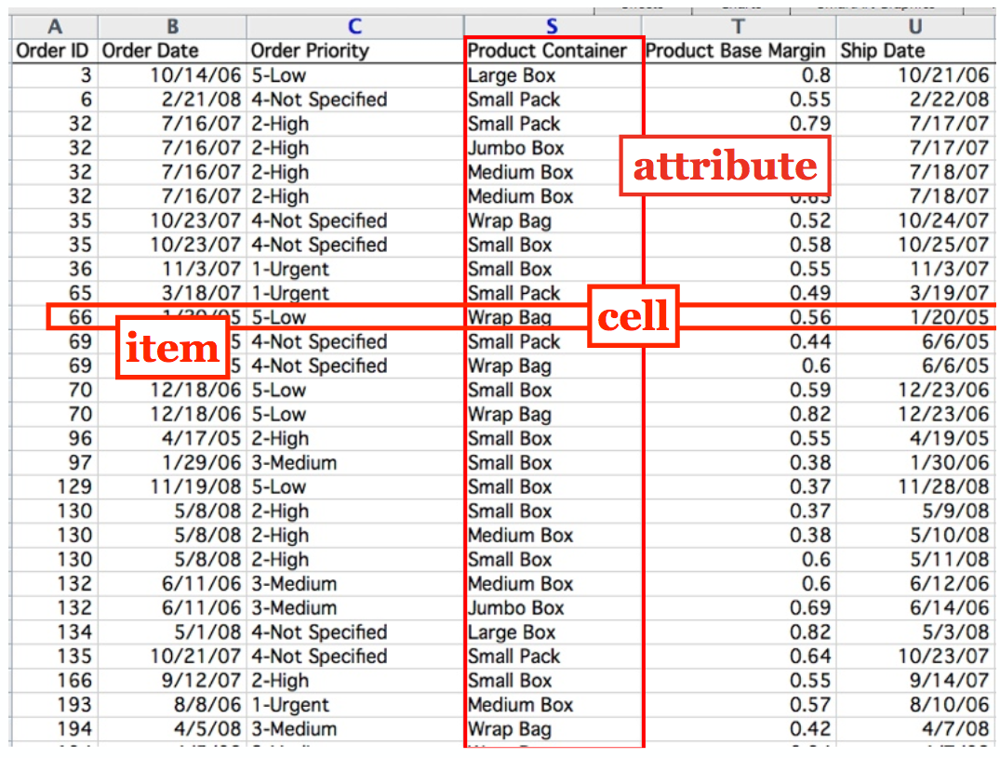 A B C S T U
Order ID Order Date Order Priority Product Container Product Base Margin Ship Date
3 10/14/06 5-Low Large Box 0.8 10/21/06
6 2/21/08 4-Not Specified Small Pack 0.55 2/22/08
32 7/16/07 2-High Small Pack 0.79 7/17/07
32 7/16/07 2-High Jumbo Box 7/17/07
attribute
32 7/16/07 2-High Medium Box 7/18/07
32 7/16/07 2-High Medium Box 7/18/07
35 10/23/07 4-Not Specified Wrap Bag 0.52 10/24/07
35 10/23/07 4-Not Specified Small Box 0.58 10/25/07
36 11/3/07 1-Urgent Small Box 0.55 11/3/07
65 3/18/07 1-Urgent Small Pack 0.49 3/19/07
66 5-Low Wrap Bag cell 0.56 1/20/05
item
69 4-Not Specified Small Pack 0.44 6/6/05
69 4-Not Specified Wrap Bag 0.6 6/6/05
70 12/18/06 5-Low Small Box 0.59 12/23/06
70 12/18/06 5-Low Wrap Bag 0.82 12/23/06
96 4/17/05 2-High Small Box 0.55 4/19/05
97 1/29/06 3-Medium Small Box 0.38 1/30/06
129 11/19/08 5-Low Small Box 0.37 11/28/08
130 5/8/08 2-High Small Box 0.37 5/9/08
130 5/8/08 2-High Medium Box 0.38 5/10/08
130 5/8/08 2-High Small Box 0.6 5/11/08
132 6/11/06 3-Medium Medium Box 0.6 6/12/06
132 6/11/06 3-Medium Jumbo Box 0.69 6/14/06
134 5/1/08 4-Not Specified Large Box 0.82 5/3/08
135 10/21/07 4-Not Specified Small Pack 0.64 10/23/07
166 9/12/07 2-High Small Box 0.55 9/14/07
193 8/8/06 1-Urgent Medium Box 0.57 8/10/06
194 4/5/08 3-Medium Wrap Bag 0.42 4/7/08